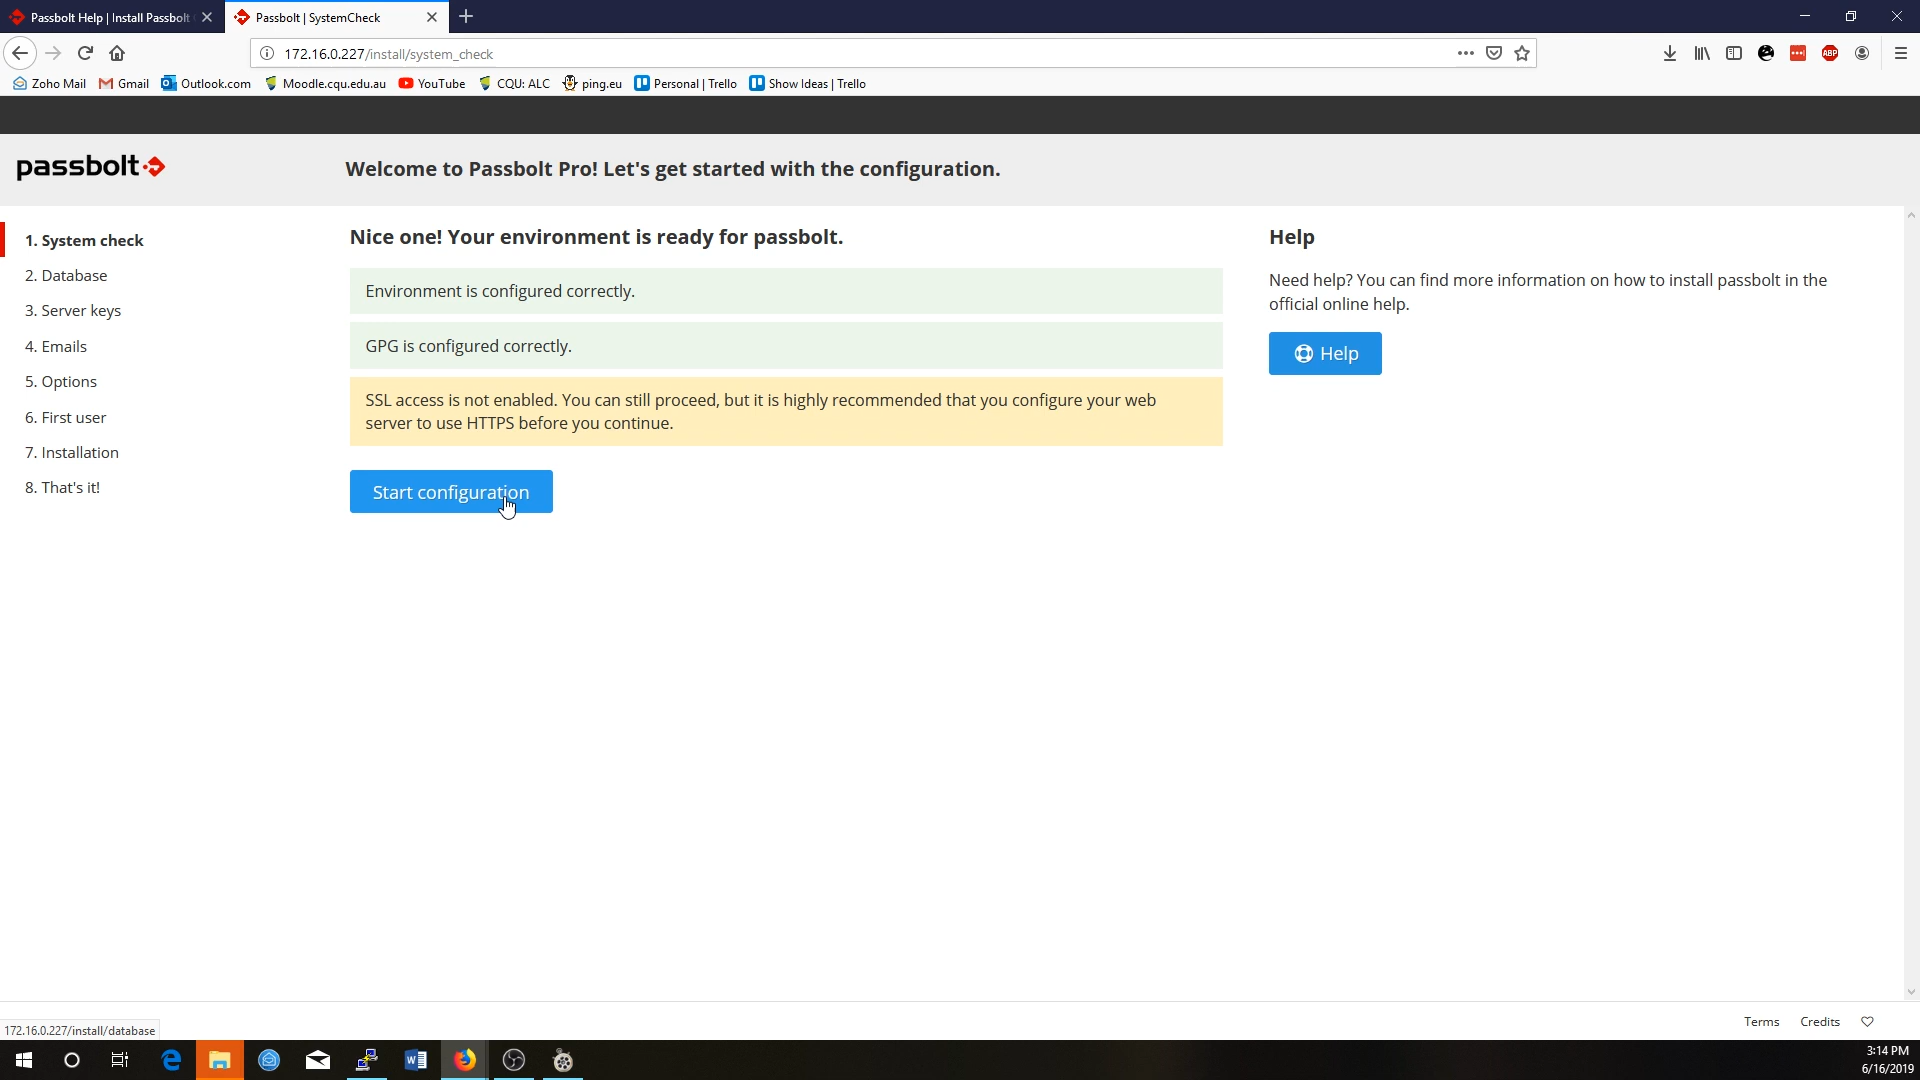 Passbolt Help | Install Passbolt
Passbolt | SystemCheck
172.16.0.227/install/system_check
Zoho Mail
Gmail
Outlook.com
Moodle.cqu.edu.au
YouTube
CQU: ALC
ping.eu
Personal | Trello
Show Ideas | Trello
ABP
passbolt
Welcome to Passbolt Pro! Let's get started with the configuration.
1. System check
2. Database
3. Server keys
4. Emails
5. Options
6. First user
7. Installation
8. That's it!
Nice one! Your environment is ready for passbolt.
Environment is configured correctly.
GPG is configured correctly.
SSL access is not enabled. You can still proceed, but it is highly recommended that you configure your web
server to use HTTPS before you continue.
Start configuration
Help
Need help? You can find more information on how to install passbolt in the
official online help.
Help
172.16.0.227/install/database
Terms
Credits
3:14 PM
6/16/2019